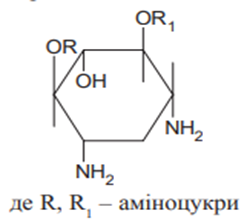 OR₁
OR
OH
NH₂
NH₂
де R, R₁ – аміноцукри